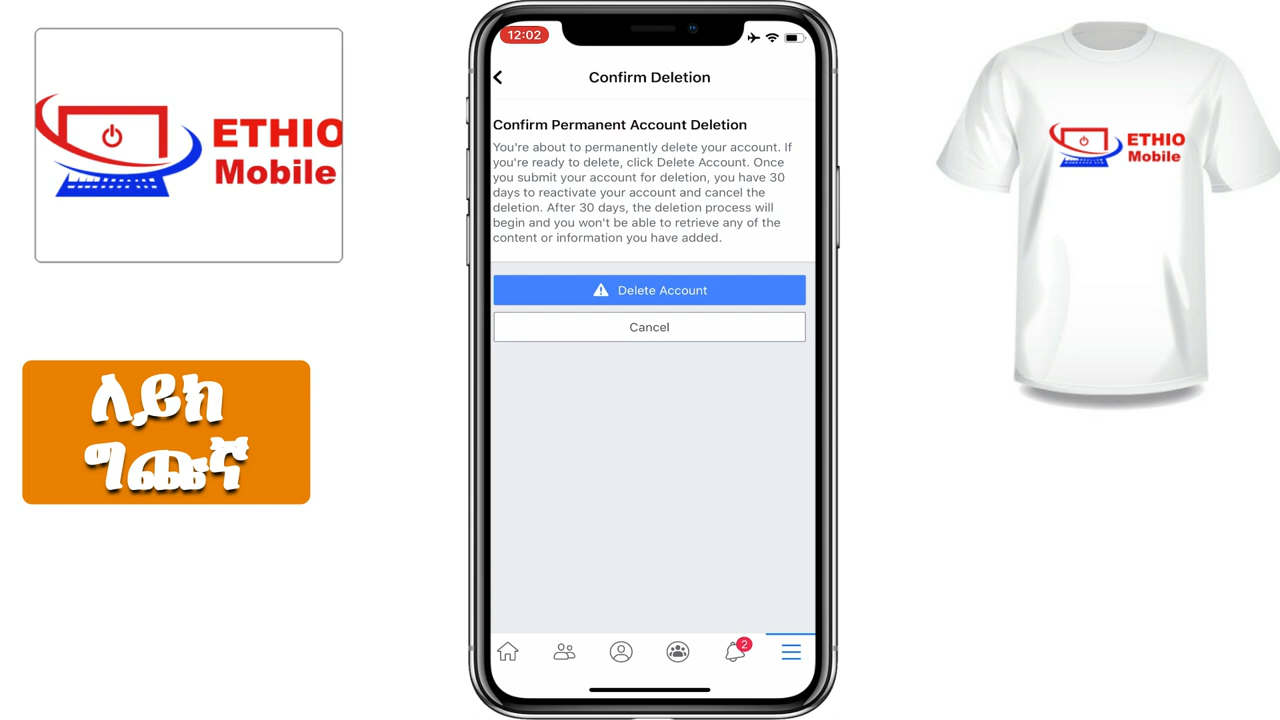 ETHIO
Mobile
ላይክ
ግጮኛ
12:02
Confirm Deletion
Confirm Permanent Account Deletion
You're about to permanently delete your account. If
you're ready to delete, click Delete Account. Once
you submit your account for deletion, you have 30
days to reactivate your account and cancel the
deletion. After 30 days, the deletion process will
begin and you won't be able to retrieve any of the
content or information you have added.
Delete Account
Cancel
2
ETHIO
Mobile